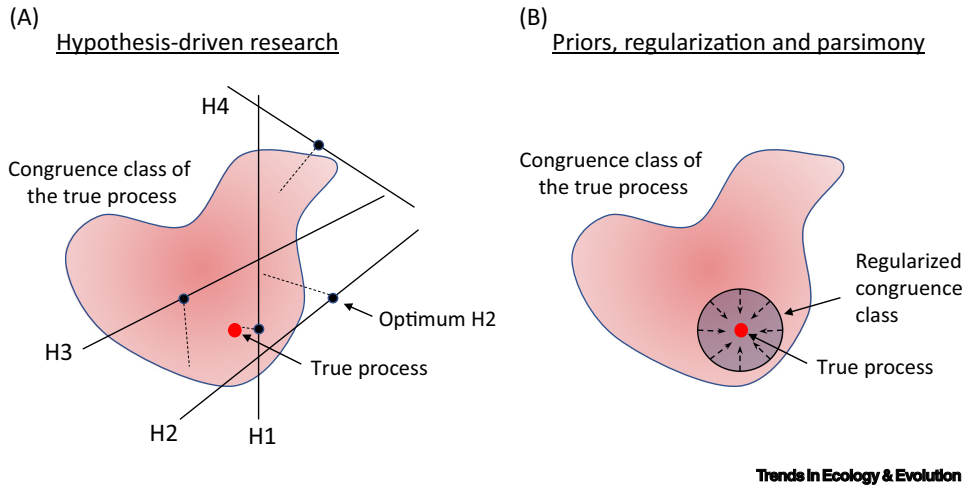 (A)
Hypothesis-driven research
H4
Congruence class of
the true process
Optimum H2
True process
H3
H2
H1
(B)
Priors, regularization and parsimony
Congruence class of
the true process
Regularized
congruence
class
True process
Trends in Ecology & Evolution